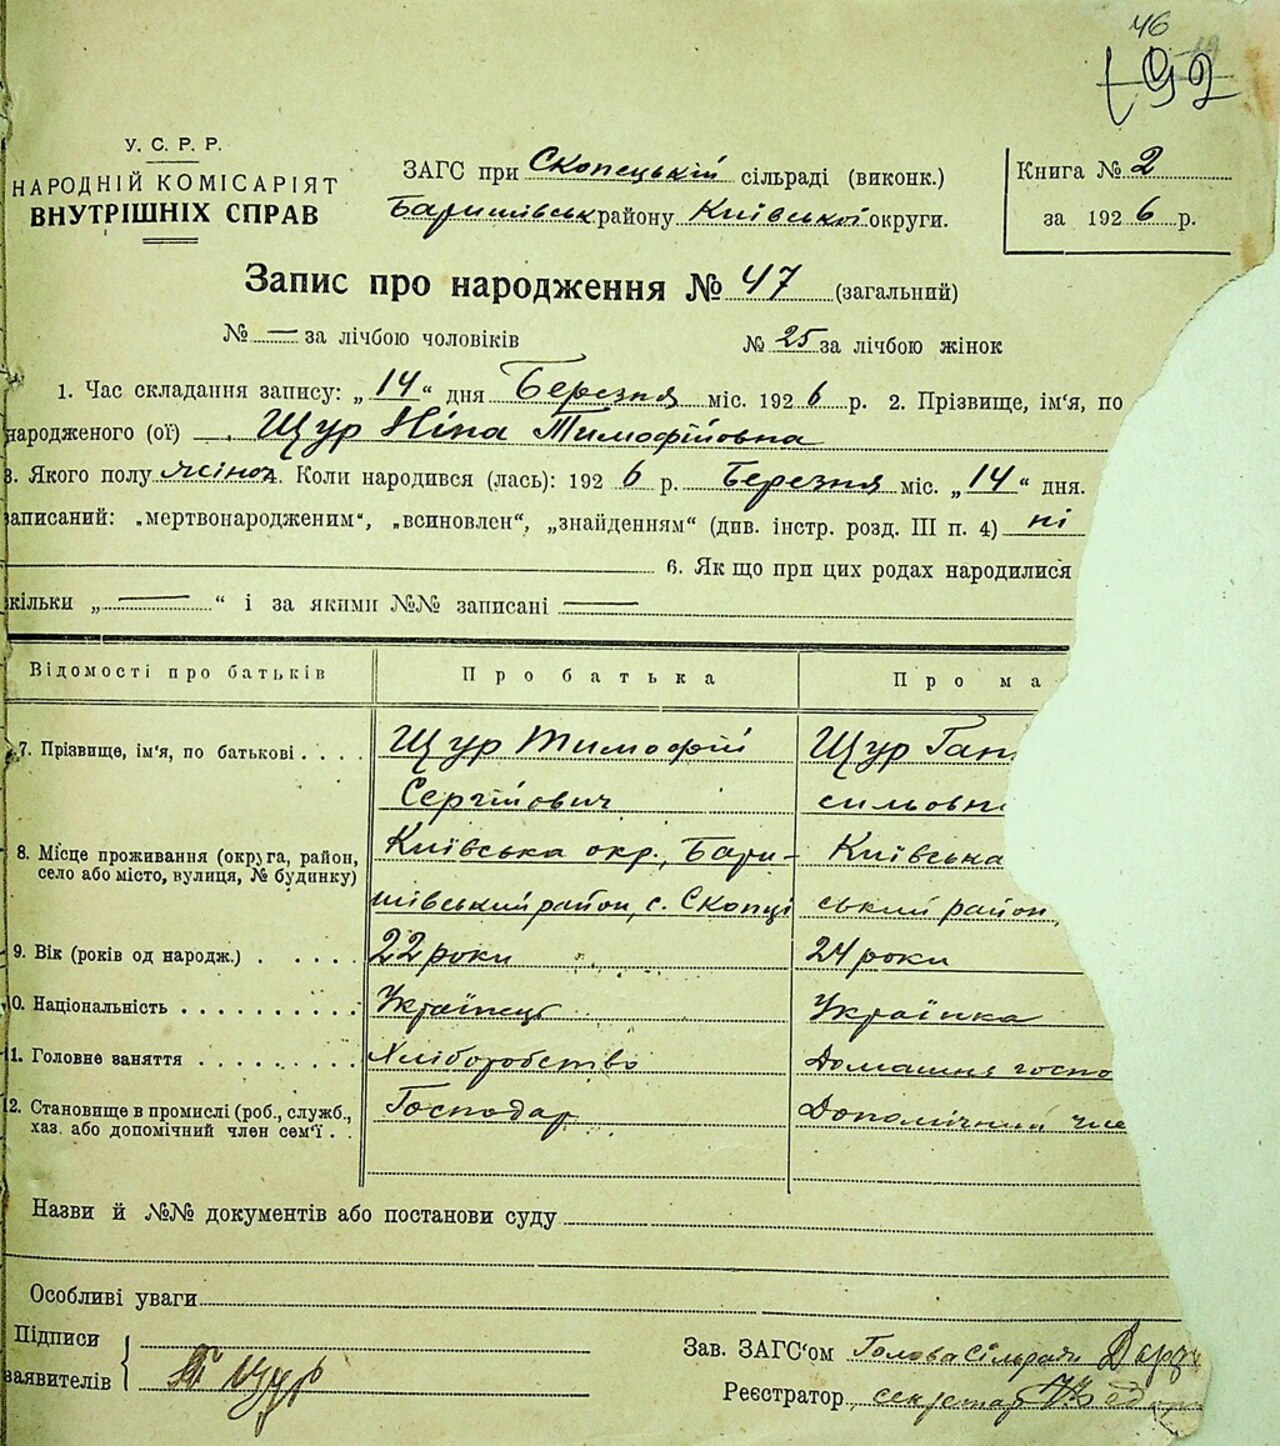 46
192
У. С. Р. Р.
НАРОДНІЙ КОМІСАРІЯТ
ВНУТРІШНІХ СПРАВ
ЗАГС при Скопецькій сільраді (виконк.)
Баришівськ. району Київської округи.
Книга № 2
за 1926 р.
Запис про народження № 47 (загальний)
№ — за лічбою чоловіків
№ 25 за лічбою жінок
1. Час складання запису: „14“ дня Березня міс. 1926 р. 2. Прізвище, ім'я, по
народженого (ої) Щур Ніна Тимофійовна
3. Якого полу жіноч. Коли народився (лась): 1926 р. Березня міс. „14“ дня.
записаний: „мертвонародженим“, „всиновлен“, „знайденням“ (див. інстр. розд. III п. 4) ні
6. Як що при цих родах народилися
кільки „—“ і за якими №№ записані —
Відомості про батьків
Про батька
Про ма
7. Прізвище, ім'я, по батькові . . . .
Щур Тимофій
Сергійович
Щур Ган
сильовн
8. Місце проживання (округа, район,
село або місто, вулиця, № будинку)
Київська окр., Бари-
шівський район, с. Скопці
Київська
ський район,
9. Вік (років од народж.) . . . . .
22 роки
24 роки
10. Національність . . . . . . . . . .
Українець
Українка
11. Головне заняття . . . . . . . . .
Хліборобство
Домашня госпо
12. Становище в промислі (роб., служб.,
хаз. або допомічний член сем'ї . .
Господар
Допомічний чле
Назви й №№ документів або постанови суду
Особливі уваги
Підписи
заявителів
Т Щур
Зав. ЗАГС'ом Голова Сільради
Реєстратор секретар